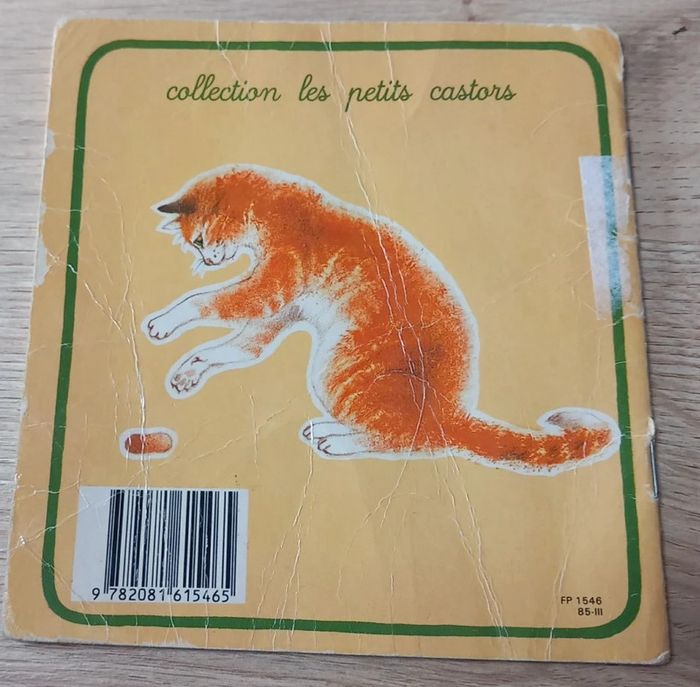 collection les petits castors
9 782081 615465
FP 1546
85-III